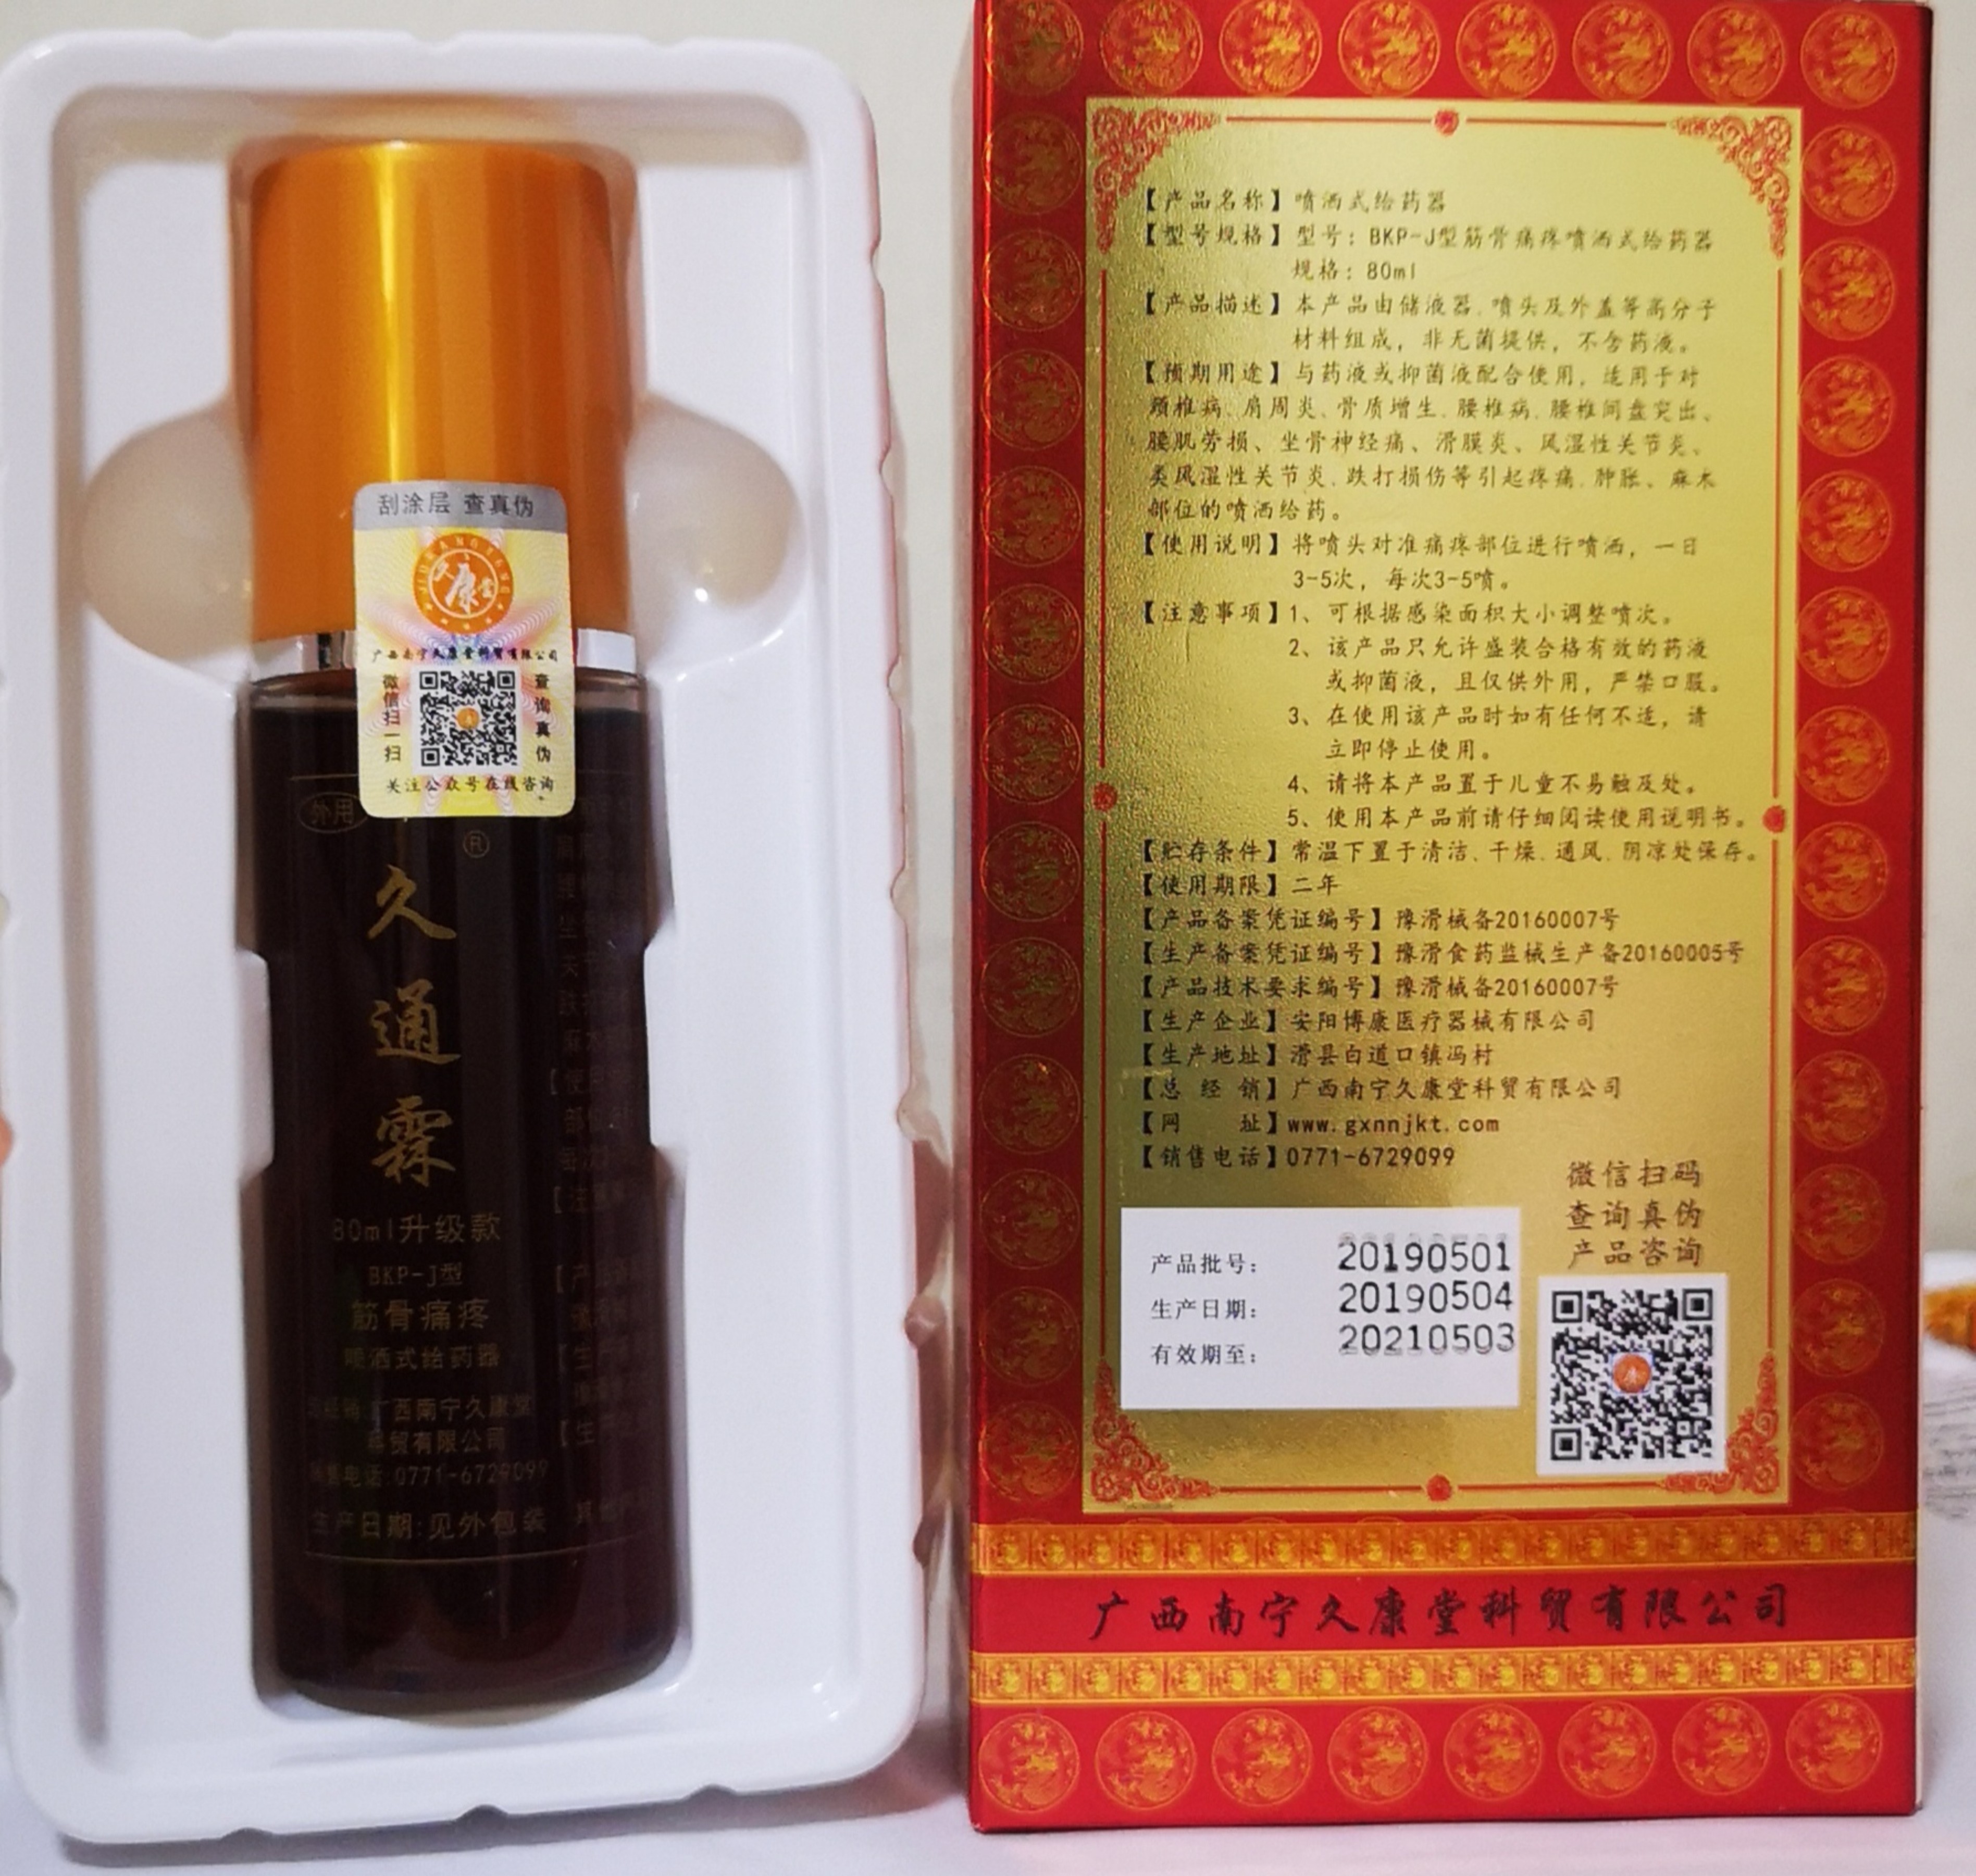 刮涂层 查真伪
JIUKANGTANG
久康堂
广西南宁久康堂科贸有限公司
微信扫一扫
查询真伪
关注公众号在线咨询
外用
®
久
通
霖
80ml升级款
BKP-J型
筋骨痛疼
喷洒式给药器
总经销:广西南宁久康堂
科贸有限公司
销售电话:0771-6729099
生产日期:见外包装
【产品名称】喷洒式给药器
【型号规格】型号：BKP-J型筋骨痛疼喷洒式给药器
规格：80ml
【产品描述】本产品由储液器、喷头及外盖等高分子
材料组成，非无菌提供，不含药液。
【预期用途】与药液或抑菌液配合使用，适用于对
颈椎病、肩周炎、骨质增生、腰椎病、腰椎间盘突出、
腰肌劳损、坐骨神经痛、滑膜炎、风湿性关节炎、
类风湿性关节炎、跌打损伤等引起疼痛、肿胀、麻木
部位的喷洒给药。
【使用说明】将喷头对准痛疼部位进行喷洒，一日
3-5次，每次3-5喷。
【注意事项】1、可根据感染面积大小调整喷次。
2、该产品只允许盛装合格有效的药液
或抑菌液，且仅供外用，严禁口服。
3、在使用该产品时如有任何不适，请
立即停止使用。
4、请将本产品置于儿童不易触及处。
5、使用本产品前请仔细阅读使用说明书。
【贮存条件】常温下置于清洁、干燥、通风、阴凉处保存。
【使用期限】二年
【产品备案凭证编号】豫滑械备20160007号
【生产备案凭证编号】豫滑食药监械生产备20160005号
【产品技术要求编号】豫滑械备20160007号
【生产企业】安阳博康医疗器械有限公司
【生产地址】滑县白道口镇冯村
【总 经 销】广西南宁久康堂科贸有限公司
【网 址】www.gxnnjkt.com
【销售电话】0771-6729099
微信扫码
查询真伪
产品咨询
产品批号： 20190501
生产日期： 20190504
有效期至： 20210503
广西南宁久康堂科贸有限公司